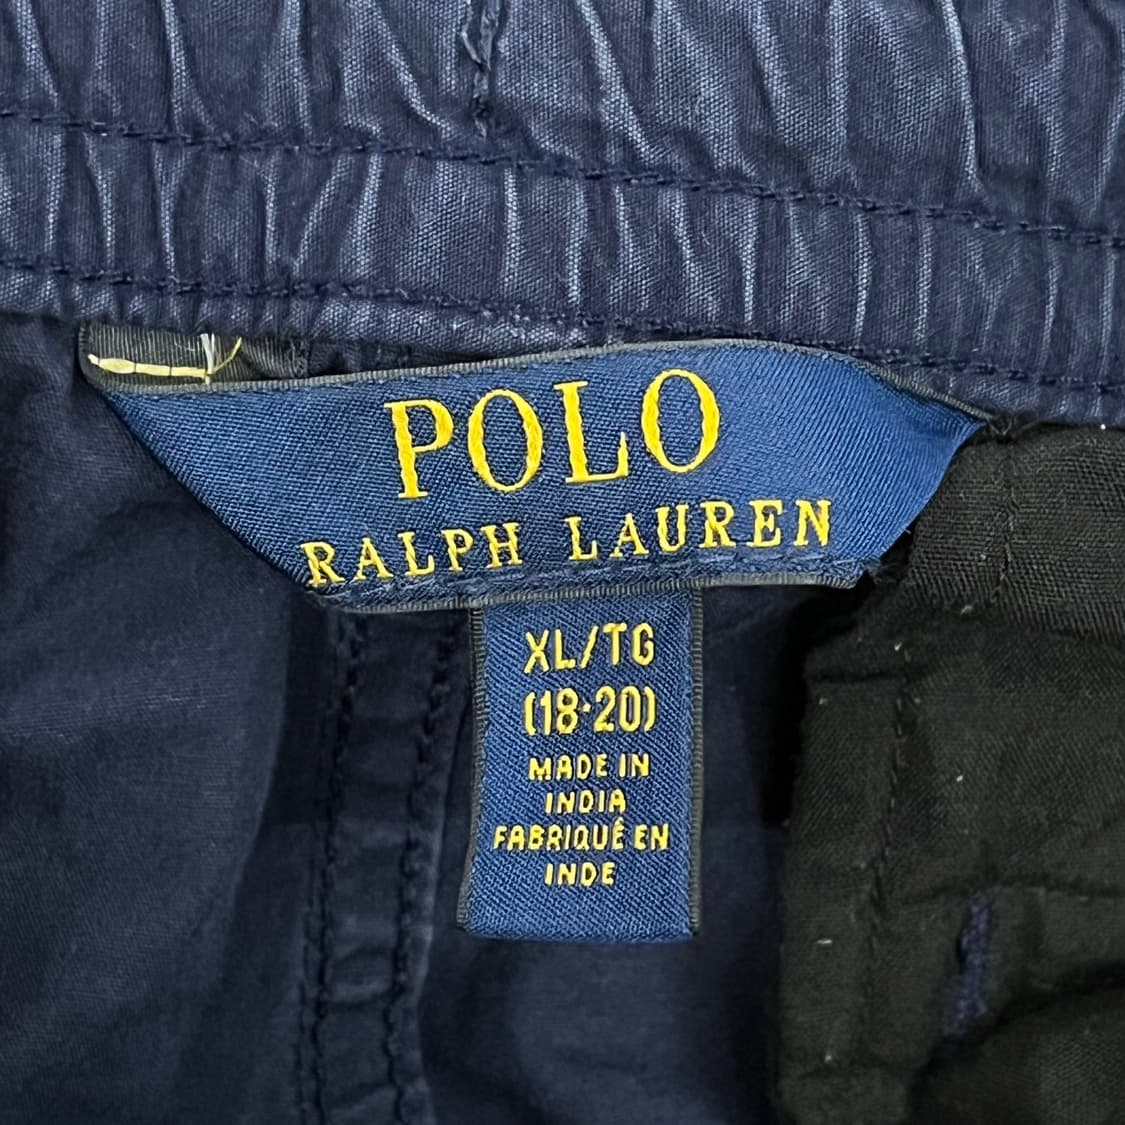 POLO
RALPH LAUREN
XL/TG
(18-20)
MADE IN
INDIA
FABRIQUÊ EN
INDE